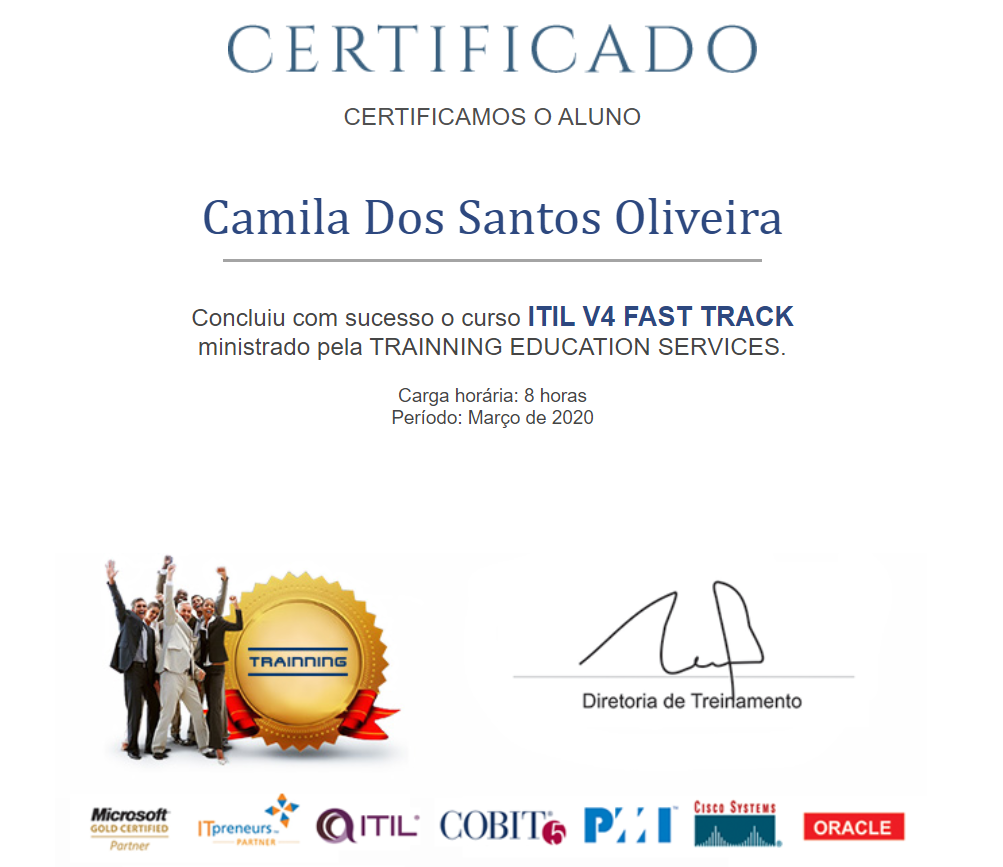 CERTIFICADO
CERTIFICAMOS O ALUNO
Camila Dos Santos Oliveira
Concluiu com sucesso o curso ITIL V4 FAST TRACK
ministrado pela TRAINNING EDUCATION SERVICES.
Carga horária: 8 horas
Período: Março de 2020
TRAINNING
Diretoria de Treinamento
Microsoft
GOLD CERTIFIED
Partner
ITpreneurs™
PARTNER
ITIL®
COBIT® 5
PMI™
CISCO SYSTEMS
ORACLE